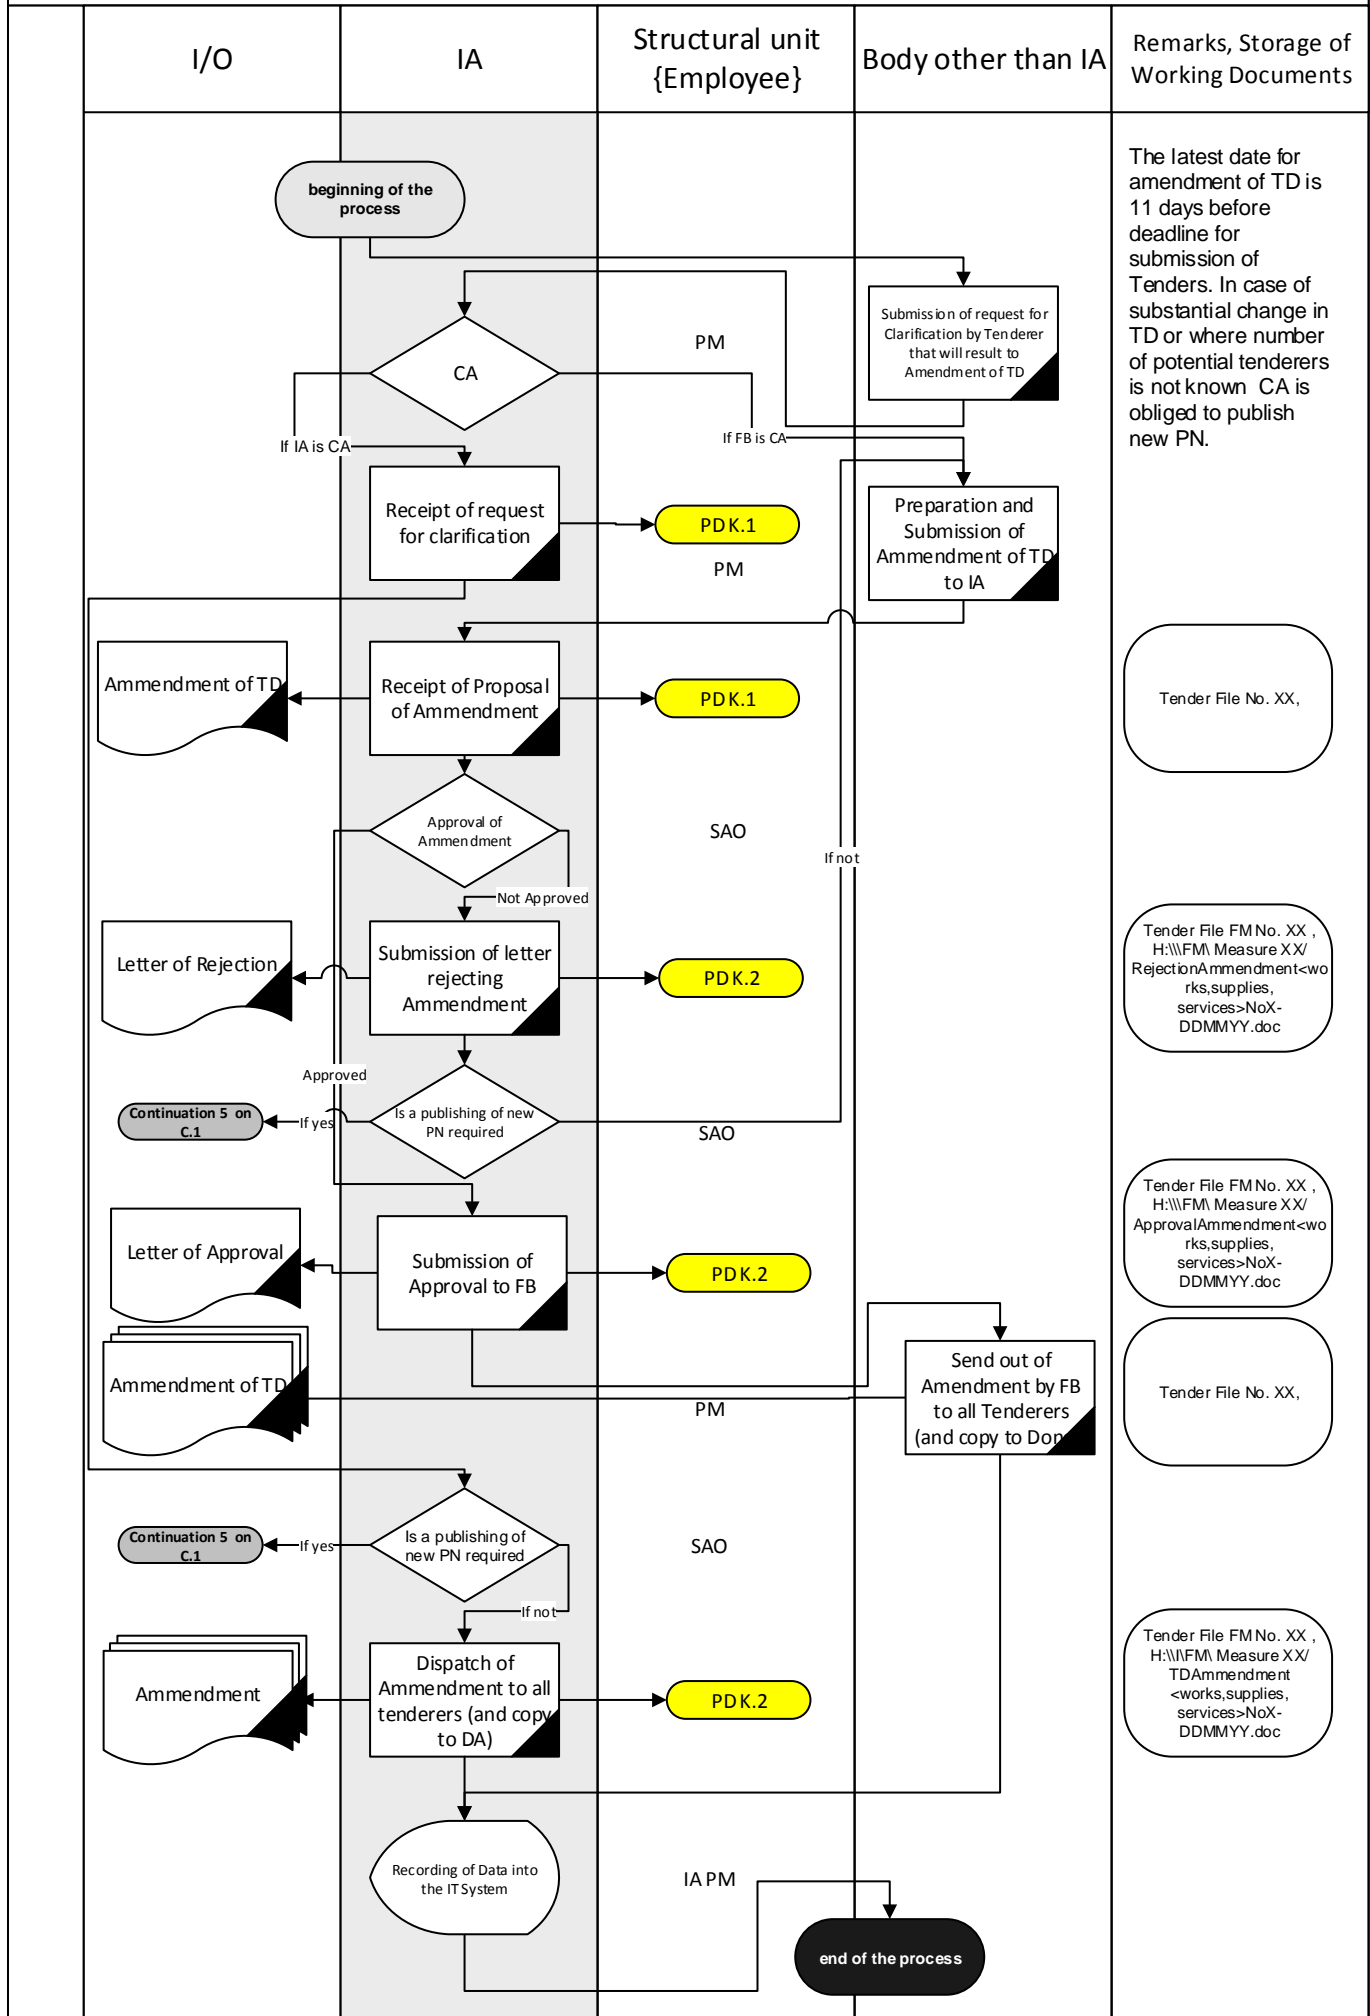 I/O
IA
Structural unit
{Employee}
Body other than IA
Remarks, Storage of
Working Documents
beginning of the
process
The latest date for
amendment of TD is
11 days before
deadline for
submission of
Tenders. In case of
substantial change in
TD or where number
of potential tenderers
is not known CA is
obliged to publish
new PN.
Submission of request for
Clarification by Tenderer
that will result to
Amendment of TD
PM
CA
If IA is CA
If FB is CA
Receipt of request
for clarification
PDK.1
PM
Preparation and
Submission of
Ammendment of TD
to IA
Ammendment of TD
Receipt of Proposal
of Ammendment
PDK.1
Tender File No. XX,
Approval of
Ammendment
SAO
If not
Not Approved
Letter of Rejection
Submission of letter
rejecting
Ammendment
PDK.2
Tender File FM No. XX ,
H:\\\FM\ Measure XX/
RejectionAmmendment<wo
rks,supplies,
services>NoX-
DDMMYY.doc
Approved
Continuation 5 on
C.1
If yes
Is a publishing of new
PN required
SAO
Letter of Approval
Submission of
Approval to FB
PDK.2
Tender File FM No. XX ,
H:\\\FM\ Measure XX/
ApprovalAmmendment<wo
rks,supplies,
services>NoX-
DDMMYY.doc
Ammendment of TD
PM
Send out of
Amendment by FB
to all Tenderers
(and copy to Don
Tender File No. XX,
Continuation 5 on
C.1
If yes
Is a publishing of
new PN required
SAO
If not
Ammendment
Dispatch of
Ammendment to all
tenderers (and copy
to DA)
PDK.2
Tender File FM No. XX ,
H:\\I\FM\ Measure XX/
TDAmmendment
<works,supplies,
services>NoX-
DDMMYY.doc
Recording of Data into
the IT System
IA PM
end of the process